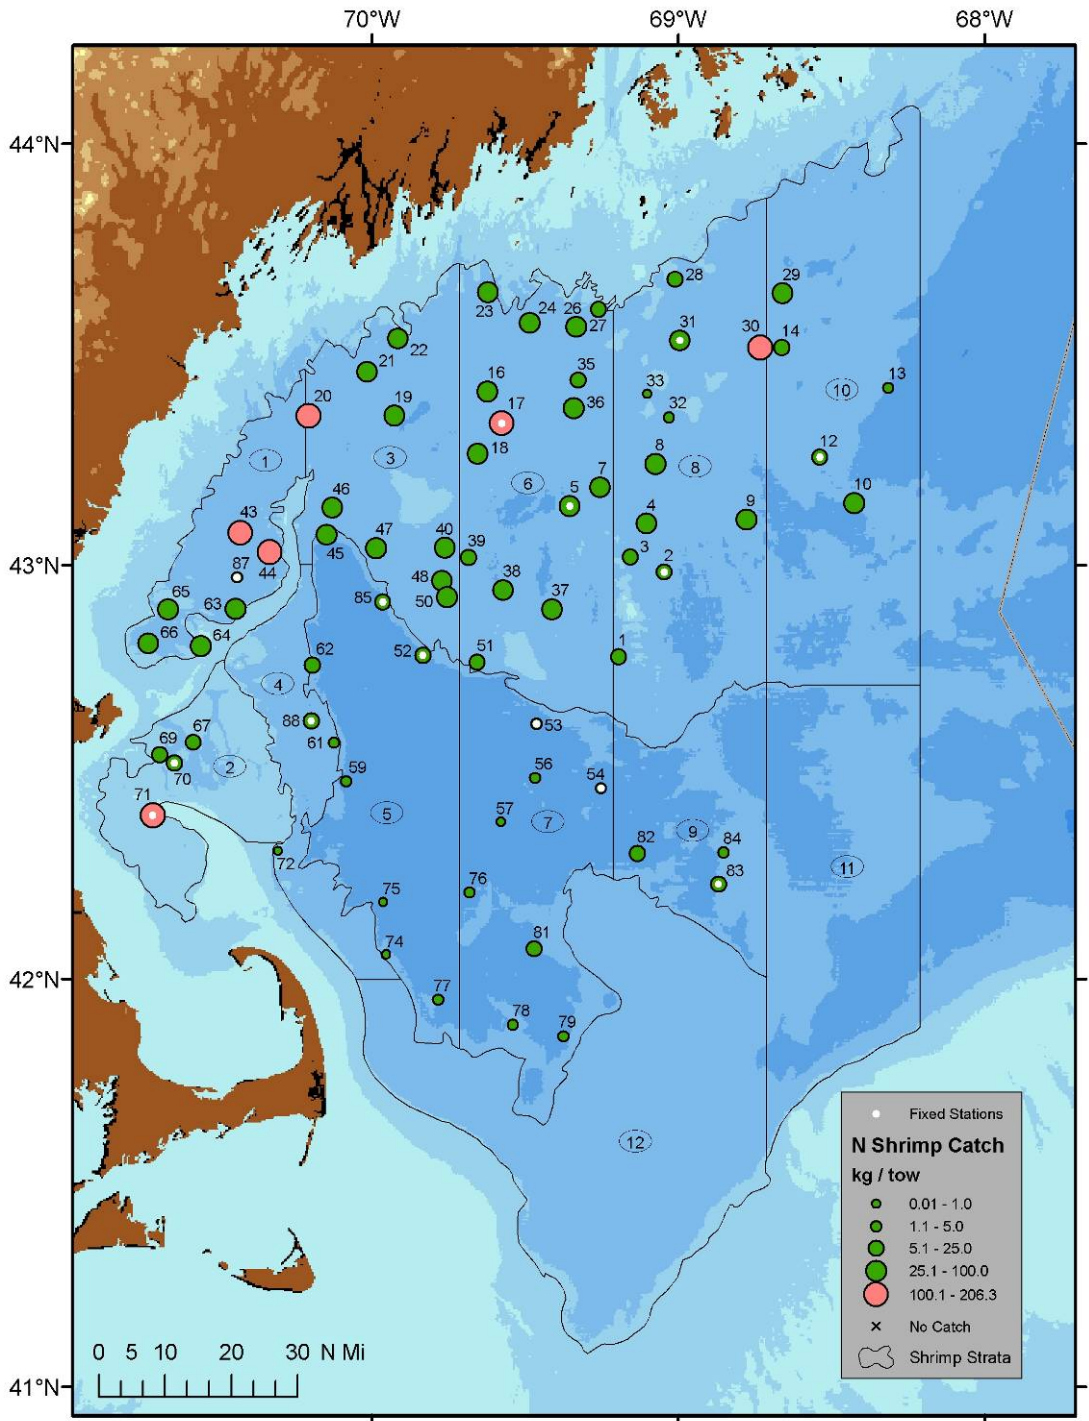 70°W 69°W 68°W
44°N
28
29
23 24 26 27
22 31 30 14
21 35 13
16 33 10
20 19 17 36 32
18 8 12
1 3 8
6 7
46 5 4 9 10
43 47 40 39 3 2
43°N
44 45
87 48 38 37
65 63 50
85
66 64
62 52 51 1
4
88 53
67 61
69 2 56 54
70 59
71 5 57 7 9
82 84
72 11
76 83
75
81
74
42°N
77
78 79
12
Fixed Stations
N Shrimp Catch
kg / tow
0.01 - 1.0
1.1 - 5.0
5.1 - 25.0
25.1 - 100.0
100.1 - 206.3
No Catch
Shrimp Strata
0 5 10 20 30 N Mi
41°N